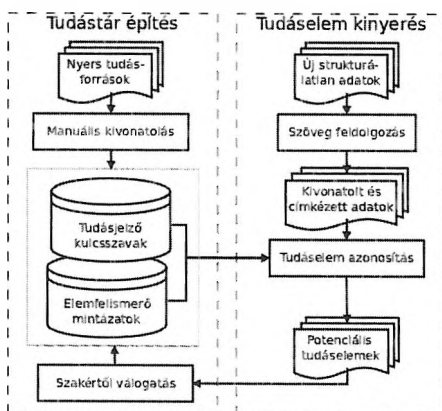 Tudástár építés
Nyers tudás-
források
Manuális kivonatolás
Tudásjelző
kulcsszavak
Elemfelismerő
mintázatok
Szakértői válogatás
Tudáselem kinyerés
Új strukturá-
latlan adatok
Szöveg feldolgozás
Kivonatolt és
címkézett adatok
Tudáselem azonosítás
Potenciális
tudáselemek